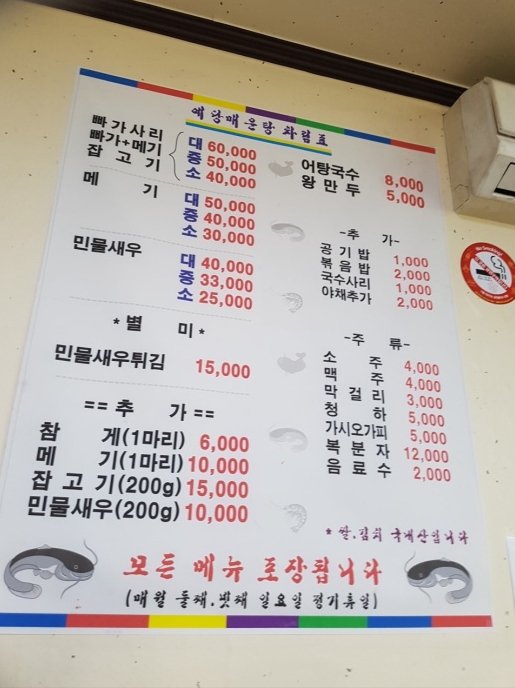 예당매운탕 차림표
빠가사리
빠가+메기
잡고기
대 60,000
중 50,000
소 40,000
메 기
대 50,000
중 40,000
소 30,000
민물새우
대 40,000
중 33,000
소 25,000
*별 미*
민물새우튀김 15,000
==추 가==
참 게(1마리) 6,000
메 기(1마리) 10,000
잡 고 기(200g) 15,000
민물새우(200g) 10,000
어탕국수 8,000
왕 만 두 5,000
-추 가-
공 기 밥 1,000
볶 음 밥 2,000
국수사리 1,000
야채추가 2,000
-주 류-
소 주 4,000
맥 주 4,000
막 걸 리 3,000
청 하 5,000
가시오가피 5,000
복 분 자 12,000
음 료 수 2,000
*쌀.김치 국내산입니다
모든 메뉴 포장됩니다
(매월 둘째.넷째 일요일 정기휴일)